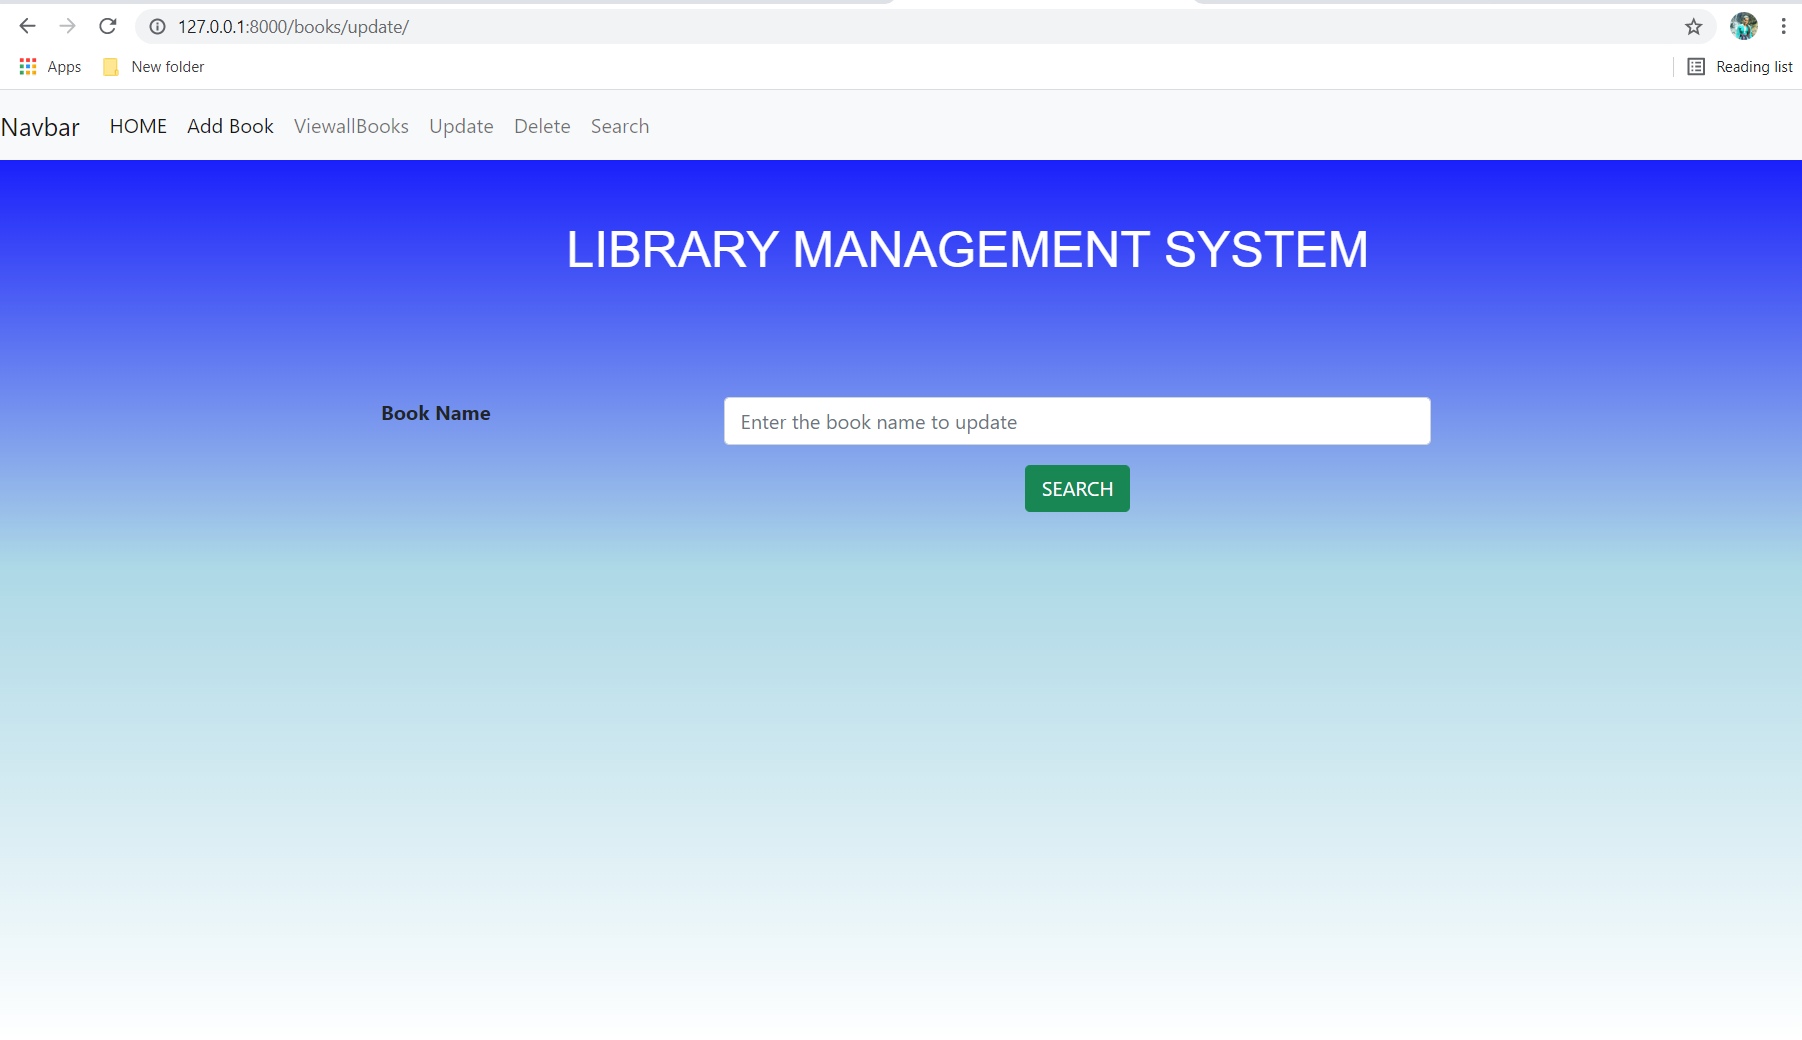 127.0.0.1:8000/books/update/
Apps New folder Reading list
Navbar HOME Add Book ViewallBooks Update Delete Search
LIBRARY MANAGEMENT SYSTEM
Book Name Enter the book name to update
SEARCH